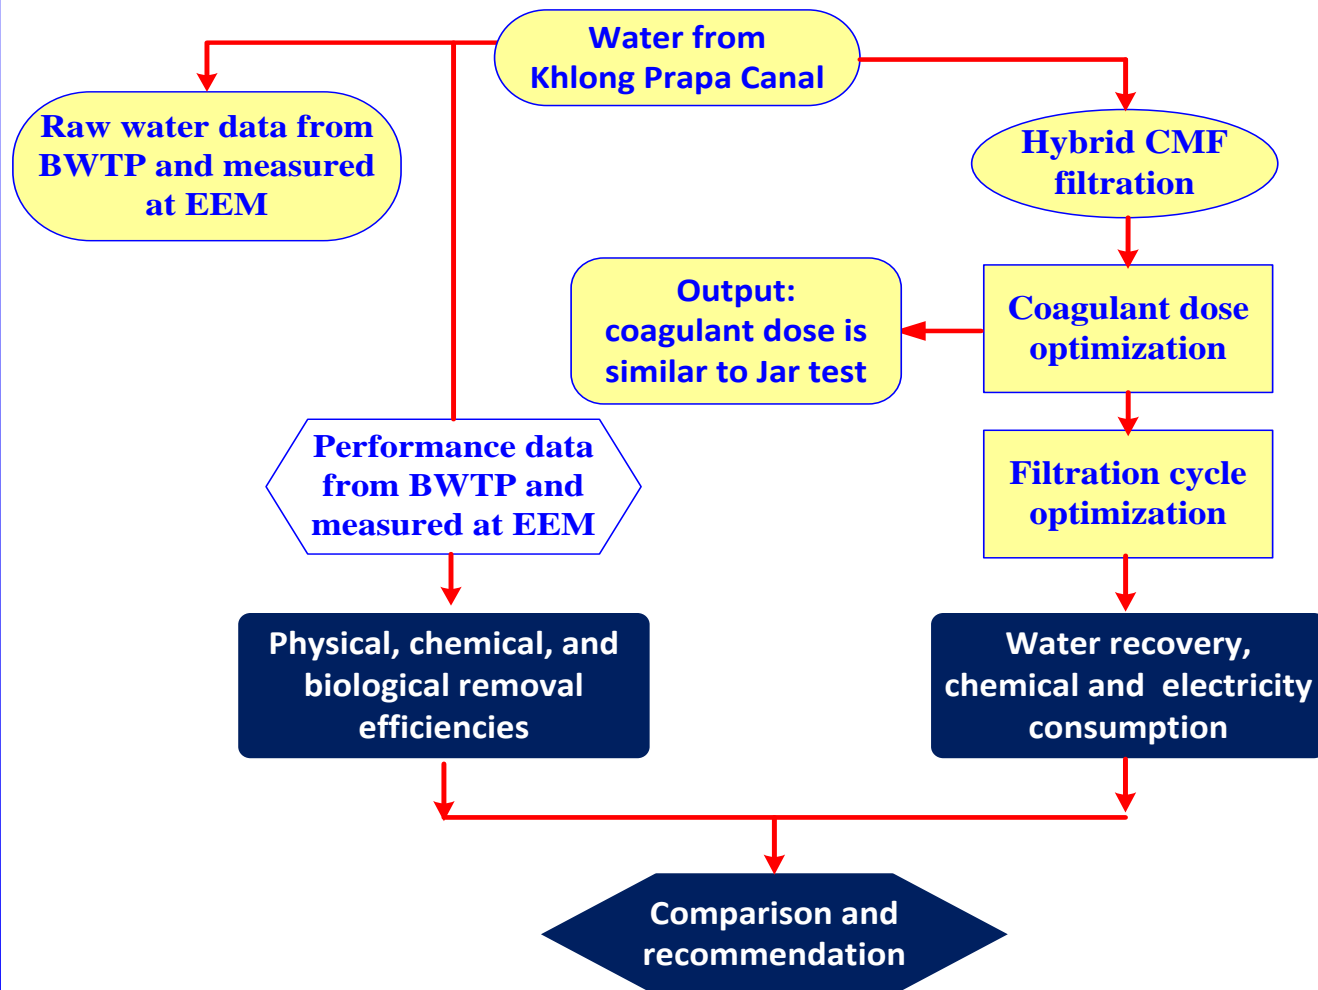 Water from
Khlong Prapa Canal
Raw water data from
BWTP and measured
at EEM
Hybrid CMF
filtration
Output:
coagulant dose is
similar to Jar test
Coagulant dose
optimization
Performance data
from BWTP and
measured at EEM
Filtration cycle
optimization
Physical, chemical, and
biological removal
efficiencies
Water recovery,
chemical and electricity
consumption
Comparison and
recommendation